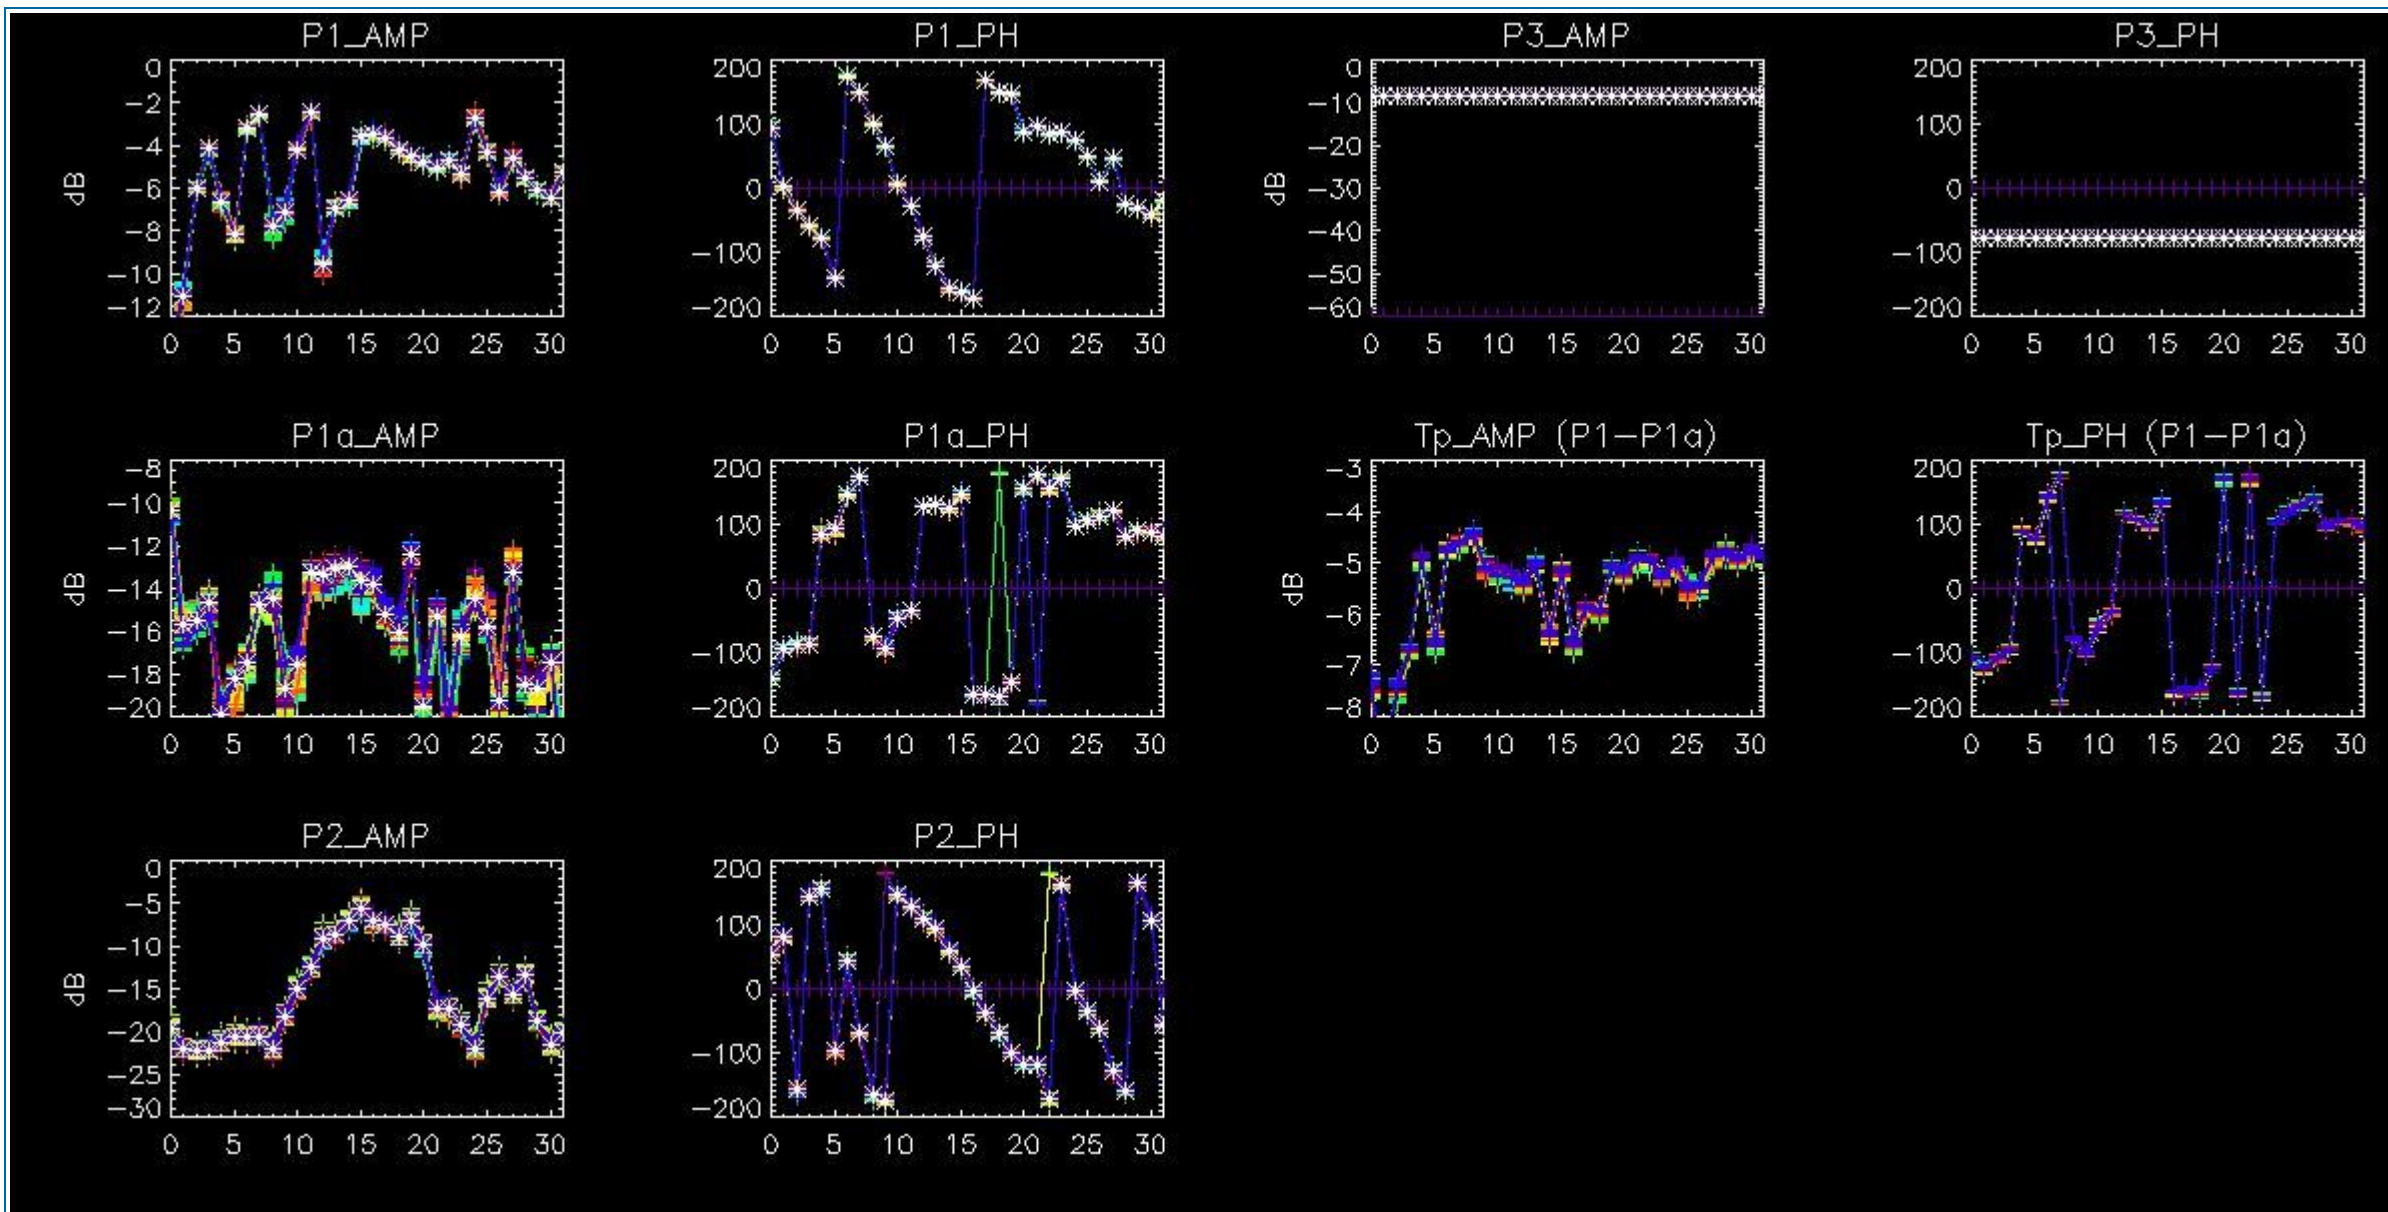 P1_AMP
0
−2
−4
−6
−8
−10
−12
dB
0 5 10 15 20 25 30
P1_PH
200
100
0
−100
−200
0 5 10 15 20 25 30
P3_AMP
0
−10
−20
−30
−40
−50
−60
dB
0 5 10 15 20 25 30
P3_PH
200
100
0
−100
−200
0 5 10 15 20 25 30
P1a_AMP
−8
−10
−12
−14
−16
−18
−20
dB
0 5 10 15 20 25 30
P1a_PH
200
100
0
−100
−200
0 5 10 15 20 25 30
Tp_AMP (P1−P1a)
−3
−4
−5
−6
−7
−8
dB
0 5 10 15 20 25 30
Tp_PH (P1−P1a)
200
100
0
−100
−200
0 5 10 15 20 25 30
P2_AMP
0
−5
−10
−15
−20
−25
−30
dB
0 5 10 15 20 25 30
P2_PH
200
100
0
−100
−200
0 5 10 15 20 25 30